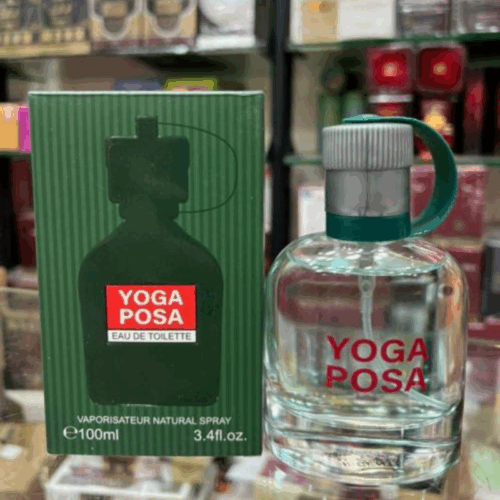 YOGA
POSA
EAU DE TOILETTE
VAPORISATEUR NATURAL SPRAY
℮100ml 3.4fl.oz.
YOGA
POSA